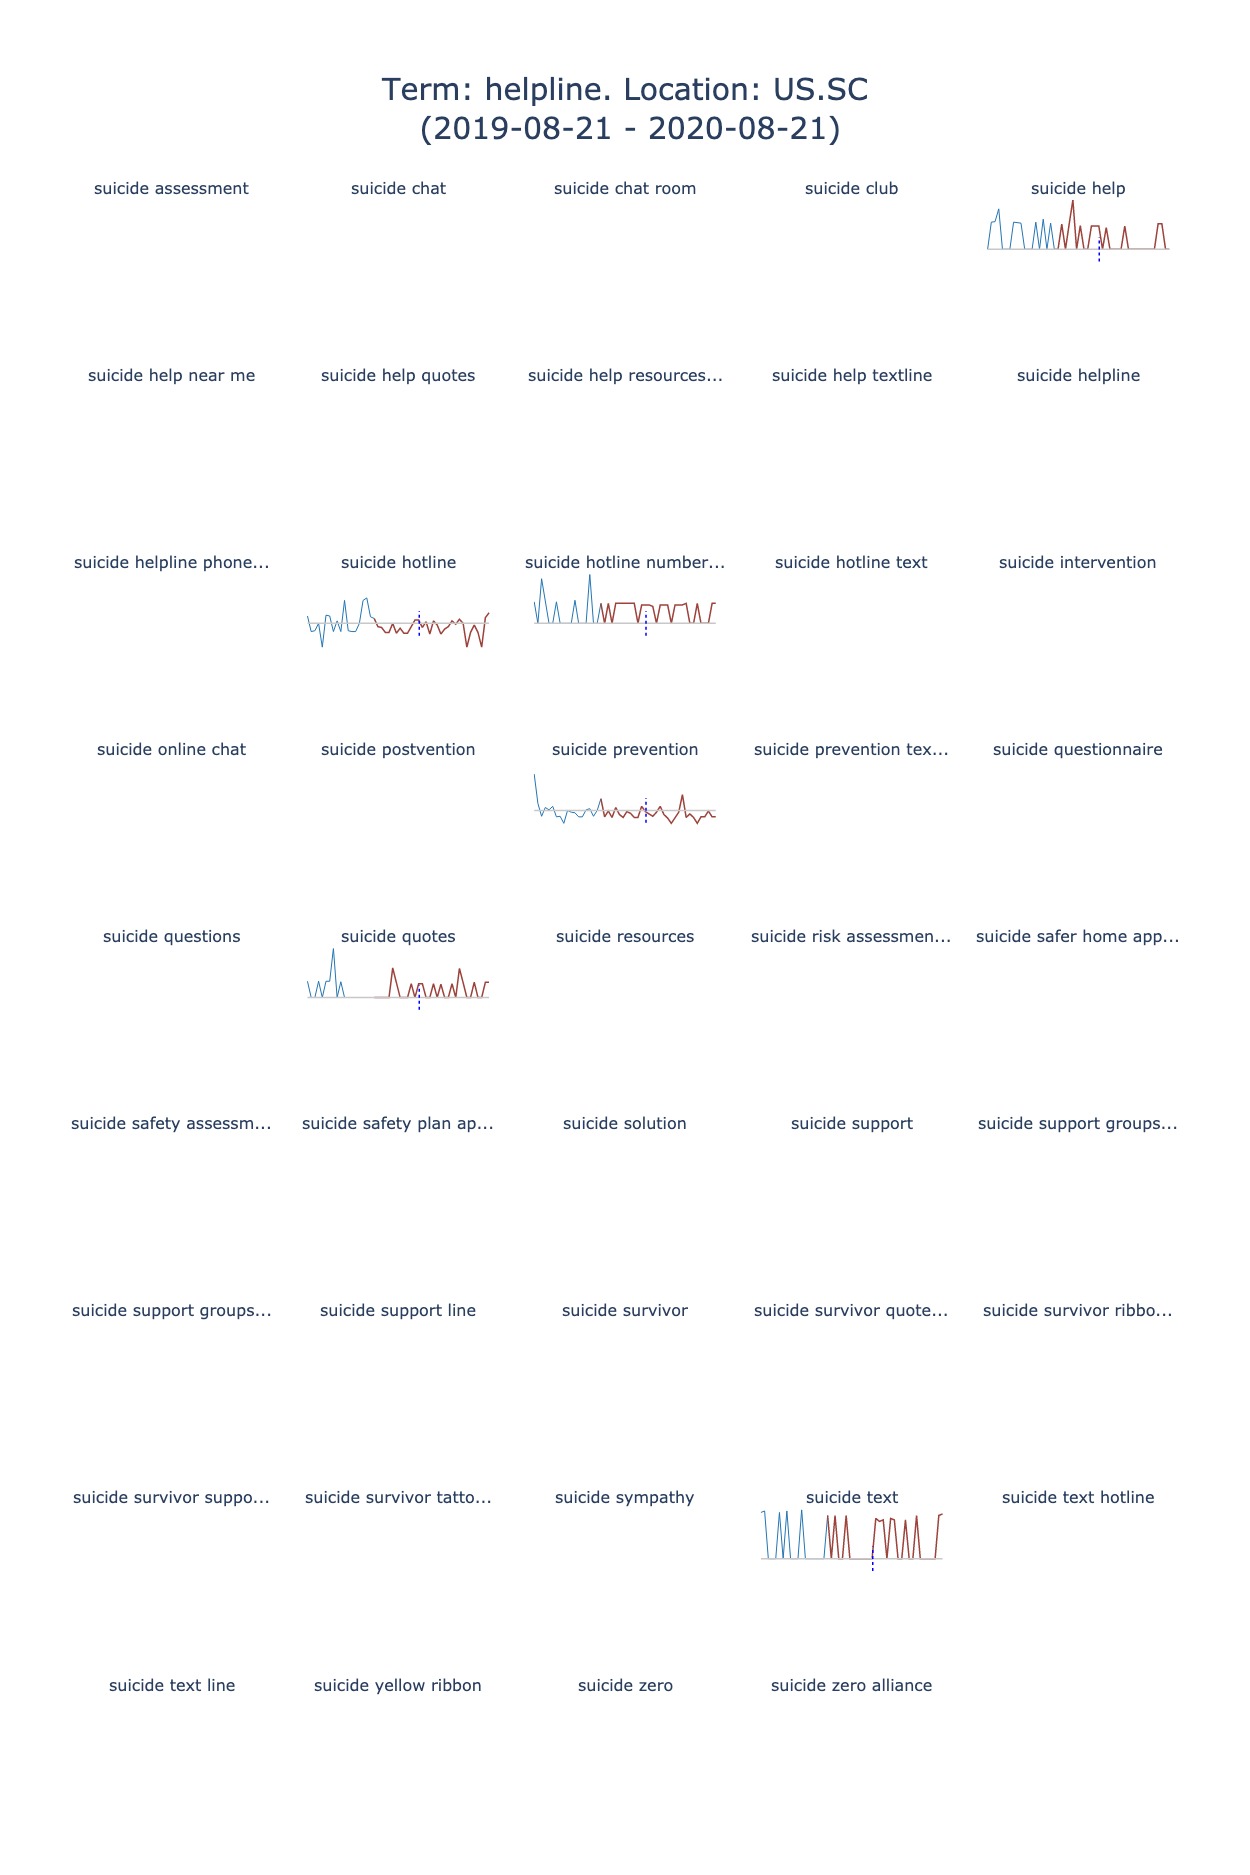 Term: helpline. Location: US.SC
(2019-08-21 - 2020-08-21)
suicide assessment
suicide chat
suicide chat room
suicide club
suicide help
suicide help near me
suicide help quotes
suicide help resources...
suicide help textline
suicide helpline
suicide helpline phone...
suicide hotline
suicide hotline number...
suicide hotline text
suicide intervention
suicide online chat
suicide postvention
suicide prevention
suicide prevention tex...
suicide questionnaire
suicide questions
suicide quotes
suicide resources
suicide risk assessmen...
suicide safer home app...
suicide safety assessm...
suicide safety plan ap...
suicide solution
suicide support
suicide support groups...
suicide support groups...
suicide support line
suicide survivor
suicide survivor quote...
suicide survivor ribbo...
suicide survivor suppo...
suicide survivor tatto...
suicide sympathy
suicide text
suicide text hotline
suicide text line
suicide yellow ribbon
suicide zero
suicide zero alliance